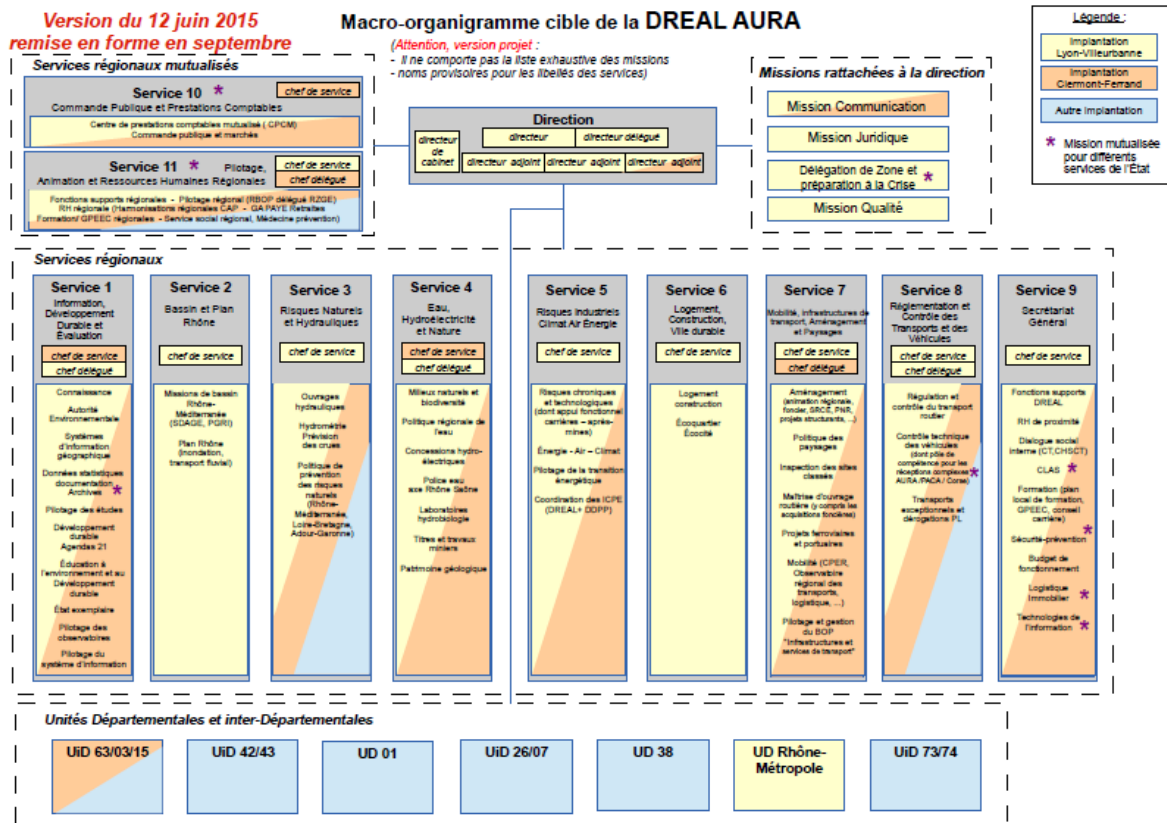 Version du 12 juin 2015
remise en forme en septembre
Macro-organigramme cible de la DREAL AURA
(Attention, version projet :
- Il ne comporte pas la liste exhaustive des missions
- noms provisoires pour les libellés des services)
Légende :
Implantation
Lyon-Villeurbanne
Implantation
Clermont-Ferrand
Autre implantation
* Mission mutualisée
pour différents
services de l'État
Services régionaux mutualisés
Service 10 *
chef de service
Commande Publique et Prestations Comptables
Centre de prestations comptables mutualisé ( CPCM)
Commande publique et marchés
Service 11 * Pilotage,
Animation et Ressources Humaines Régionales
chef de service
chef délégué
Fonctions supports régionales - Pilotage régional (RBOP délégué RZGE)
RH régionale (Harmonisations régionales CAP - GA PAYE Retraites
Formation/ GPEEC régionales - Service social régional, Médecine prévention)
Direction
directeur
de
cabinet
directeur
directeur délégué
directeur adjoint
directeur adjoint
directeur adjoint
Missions rattachées à la direction
Mission Communication
Mission Juridique
Délégation de Zone et
préparation à la Crise *
Mission Qualité
Services régionaux
Service 1
Information,
Développement
Durable et
Évaluation
chef de service
chef délégué
Connaissance
Autorité
Environnementale
Systèmes
d'information
géographique
Données statistiques
documentation
Archives *
Pilotage des études
Développement
durable
Agendas 21
Éducation à
l'environnement et au
Développement
durable
État exemplaire
Pilotage des
observatoires
Pilotage du
système d'information
Service 2
Bassin et Plan
Rhône
chef de service
Missions de bassin
Rhône-
Méditerranée
(SDAGE, PGRI)
Plan Rhône
(Inondation,
transport fluvial)
Service 3
Risques Naturels
et Hydrauliques
chef de service
Ouvrages
hydrauliques
Hydrométrie
Prévision
des crues
Politique de
prévention
des risques
naturels
(Rhône-
Méditerranée,
Loire-Bretagne,
Adour-Garonne)
Service 4
Eau,
Hydroélectricité
et Nature
chef de service
chef délégué
Milieux naturels et
biodiversité
Politique régionale de
l'eau
Concessions hydro-
électriques
Police eau
axe Rhône Saône
Laboratoires
hydrobiologie
Titres et travaux
miniers
Patrimoine géologique
Service 5
Risques Industriels
Climat Air Énergie
chef de service
Risques chroniques
et technologiques
(dont appui fonctionnel
carrières – après-
mines)
Énergie - Air – Climat
Pilotage de la transition
énergétique
Coordination des ICPE
(DREAL+ DDPP)
Service 6
Logement,
Construction,
Ville durable
chef de service
Logement
construction
Écoquartier
Écocité
Service 7
Mobilité, infrastructures de
transport, Aménagement
et Paysages
chef de service
chef délégué
Aménagement
(animation régionale,
foncier, SRCE, PNR,
projets structurants, ...)
Politique des
paysages
Inspection des sites
classés
Maîtrise d'ouvrage
routière (y compris les
acquisitions foncières)
Projets ferroviaires
et portuaires
Mobilité (CPER,
Observatoire
régional des
transports,
logistique, ...)
Pilotage et gestion
du BOP
"Infrastructures et
services de transport"
Service 8
Réglementation et
Contrôle des
Transports et des
Véhicules
chef de service
chef délégué
Régulation et
contrôle du transport
routier
Contrôle technique
des véhicules
(dont pôle de
compétence pour les
réceptions complexes *
AURA /PACA / Corse)
Transports
exceptionnels et
dérogations PL
Service 9
Secrétariat
Général
chef de service
Fonctions supports
DREAL
RH de proximité
Dialogue social
interne (CT,CHSCT)
CLAS *
Formation (plan
local de formation,
GPEEC, conseil
carrière)
Sécurité-prévention *
Budget de
fonctionnement
Logistique
Immobilier *
Technologies de
l'information *
Unités Départementales et inter-Départementales
UiD 63/03/15
UiD 42/43
UD 01
UiD 26/07
UD 38
UD Rhône-
Métropole
UiD 73/74